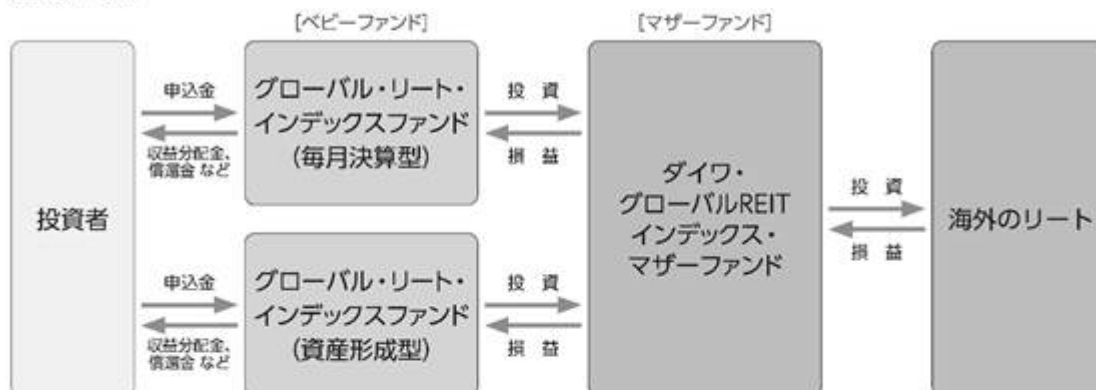 [ベビーファンド]
[マザーファンド]
投資者
申込金
収益分配金、
償還金 など
グローバル・リート・
インデックスファンド
(毎月決算型)
投 資
損 益
申込金
収益分配金、
償還金 など
グローバル・リート・
インデックスファンド
(資産形成型)
投 資
損 益
ダイワ・
グローバルREIT
インデックス・
マザーファンド
投 資
損 益
海外のリート